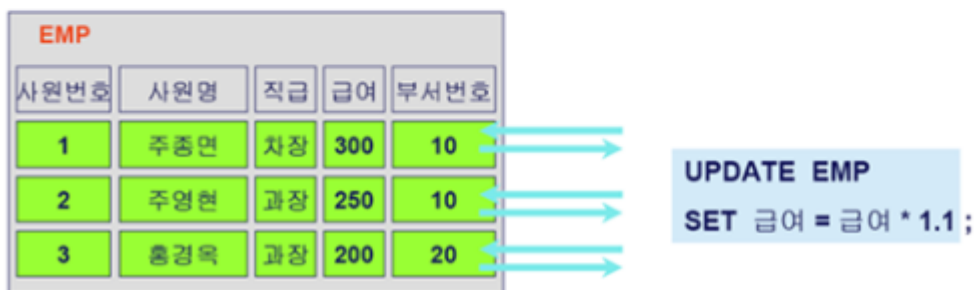 EMP
사원번호 사원명 직급 급여 부서번호
1 주종면 차장 300 10
2 주영현 과장 250 10
3 홍경옥 과장 200 20
UPDATE EMP
SET 급여 = 급여 * 1.1 ;